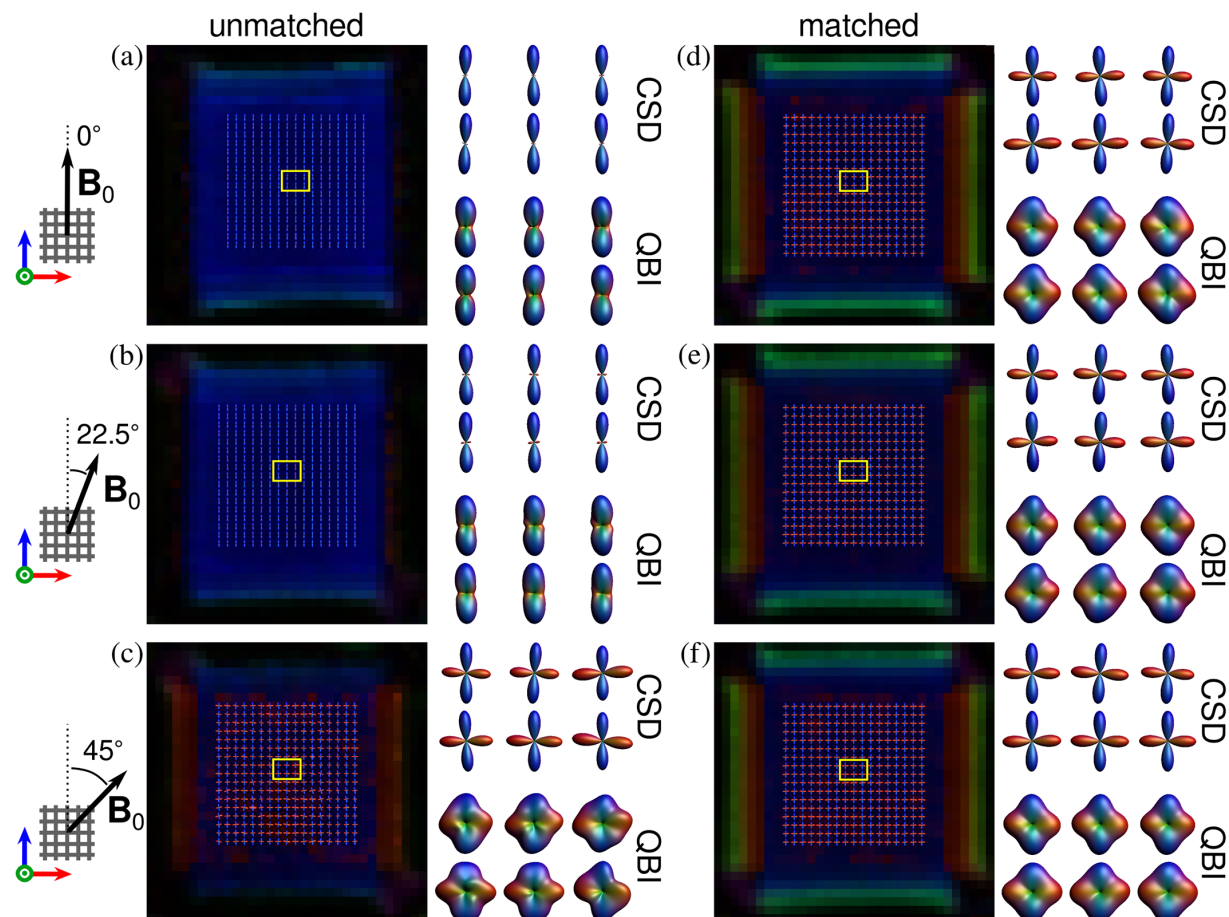 unmatched
matched
(a)
CSD
QBI
(d)
CSD
QBI
0°
B0
(b)
CSD
QBI
(e)
CSD
QBI
22.5°
B0
(c)
CSD
QBI
(f)
CSD
QBI
45°
B0